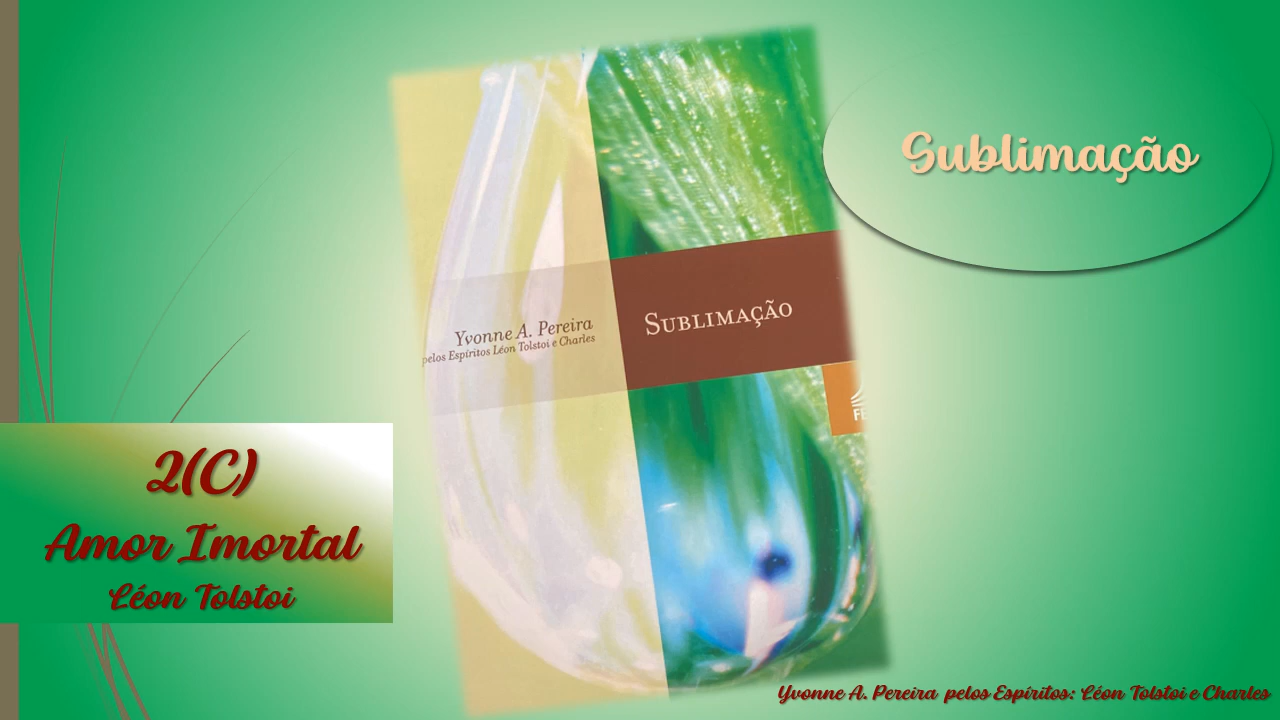 Sublimação
Yvonne A. Pereira
pelos Espíritos Léon Tolstoi e Charles
Sublimação
FE
2(C)
Amor Imortal
Léon Tolstoi
Yvonne A. Pereira pelos Espíritos: Léon Tolstoi e Charles